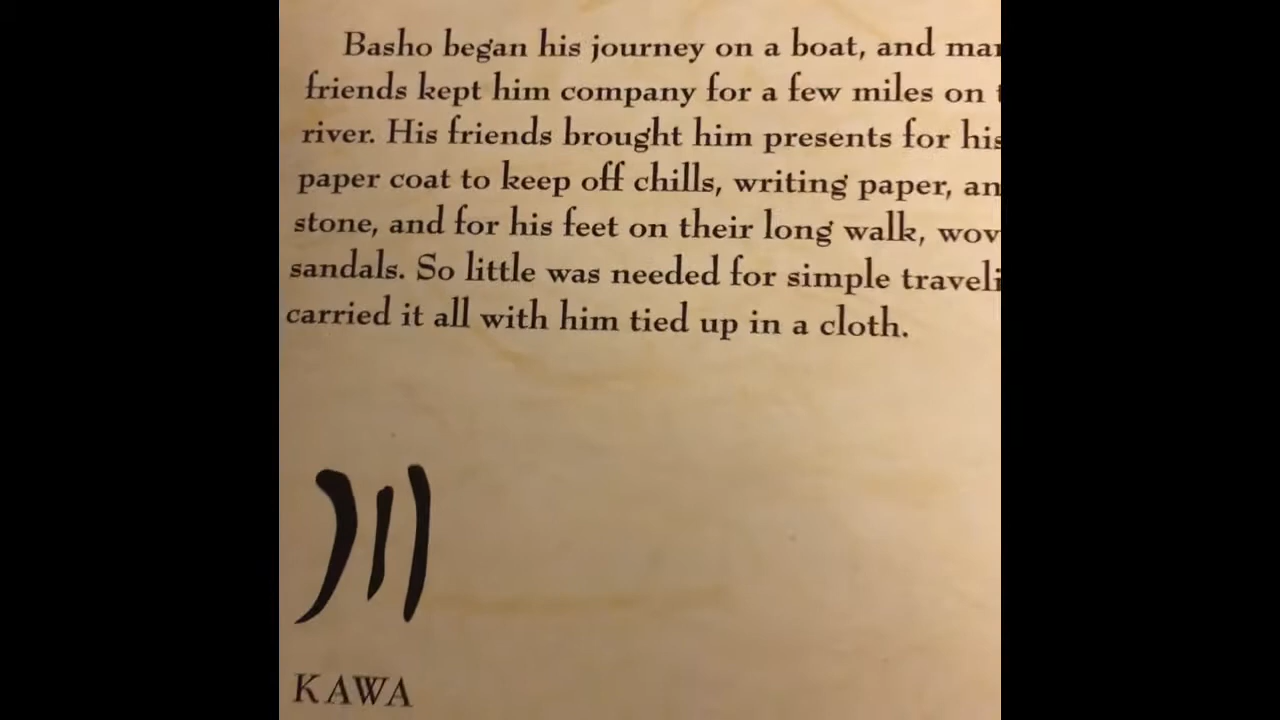 Basho began his journey on a boat, and
friends kept him company for a few miles on
river. His friends brought him presents for his
paper coat to keep off chills, writing paper,
stone, and for his feet on their long walk,
sandals. So little was needed for simple
carried it all with him tied up in a cloth.
川
KAWA